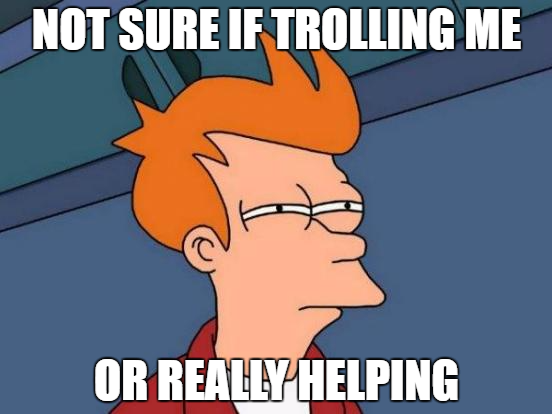 NOT SURE IF TROLLING ME
OR REALLY HELPING